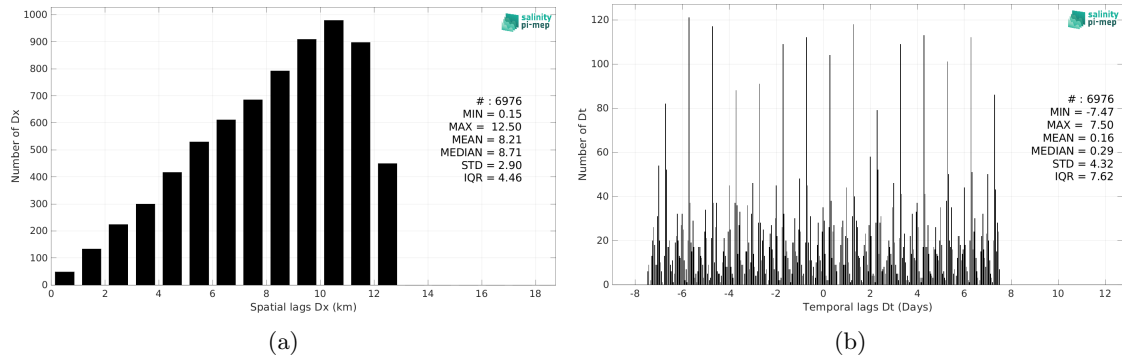 salinity
pi-mep
1000
900
800
700
600
500
400
300
200
100
0
# : 6976
MIN = 0.15
MAX = 12.50
MEAN = 8.21
MEDIAN = 8.71
STD = 2.90
IQR = 4.46
Number of Dx
0 2 4 6 8 10 12 14 16 18
Spatial lags Dx (km)
(a)
salinity
pi-mep
120
100
80
60
40
20
0
# : 6976
MIN = -7.47
MAX = 7.50
MEAN = 0.16
MEDIAN = 0.29
STD = 4.32
IQR = 7.62
Number of Dt
-8 -6 -4 -2 0 2 4 6 8 10 12
Temporal lags Dt (Days)
(b)